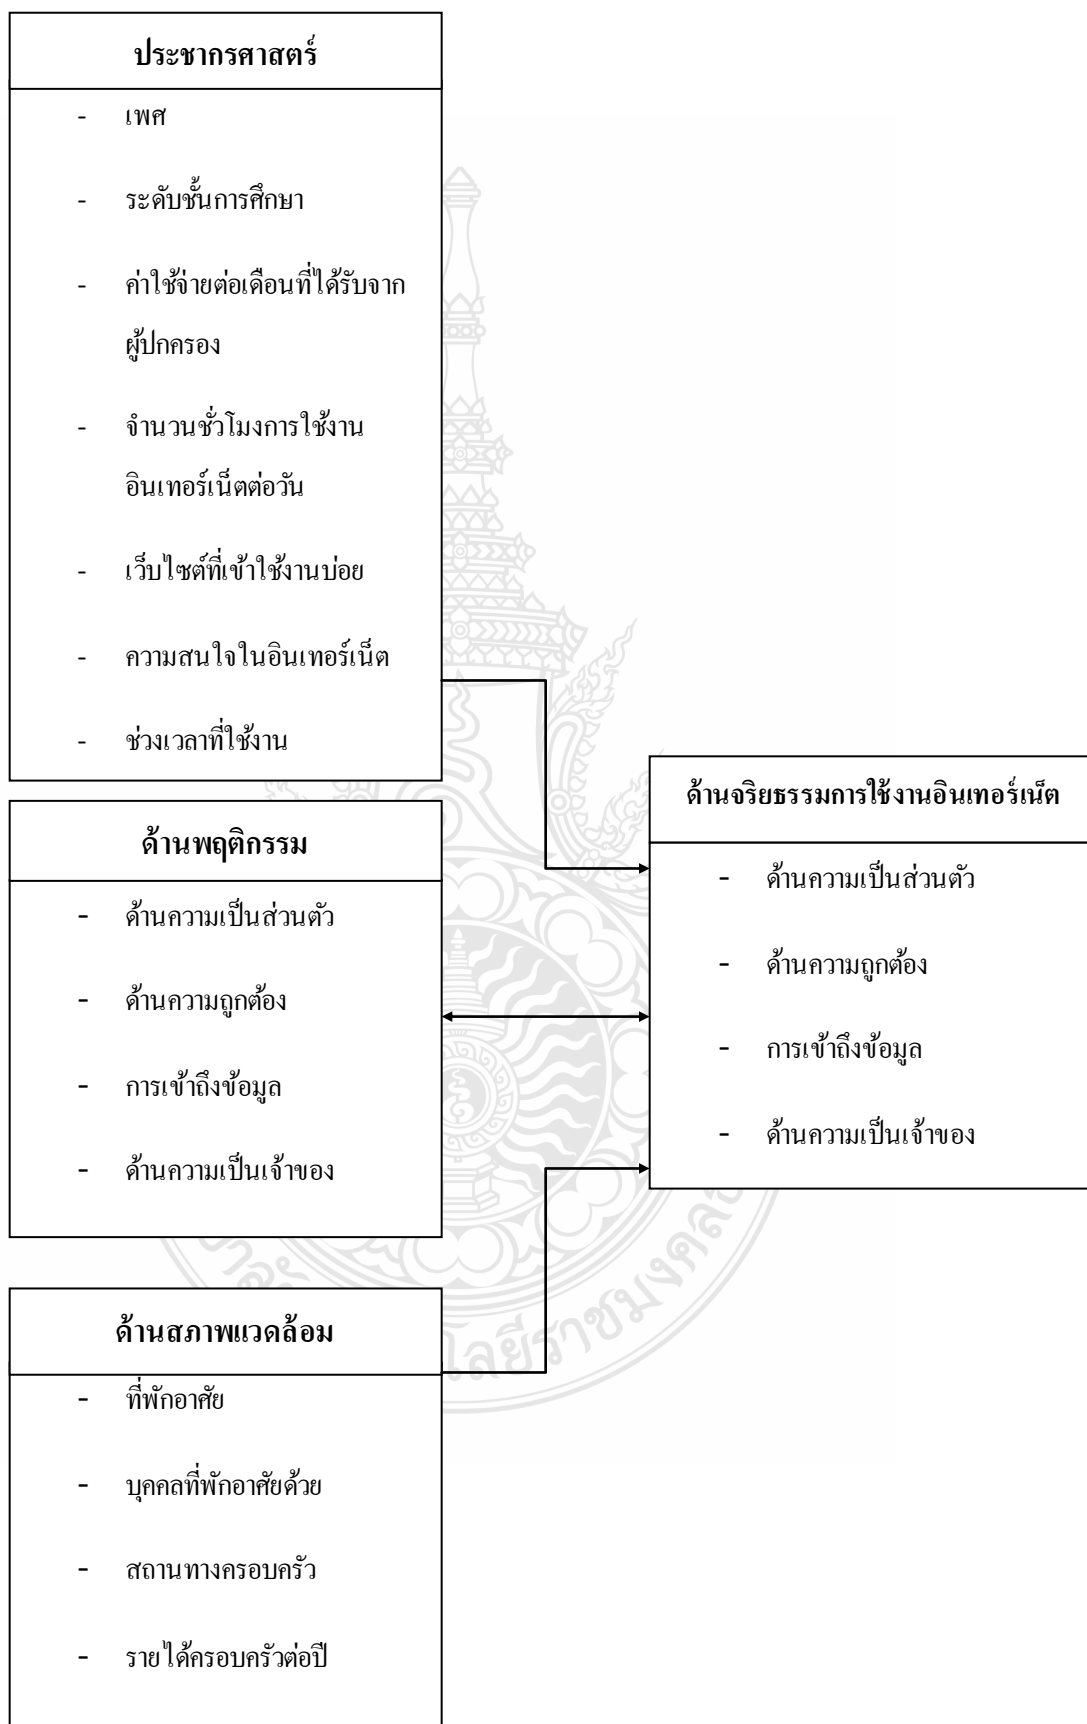 ประชากรศาสตร์
- เพศ
- ระดับชั้นการศึกษา
- ค่าใช้จ่ายต่อเดือนที่ได้รับจาก
ผู้ปกครอง
- จำนวนชั่วโมงการใช้งาน
อินเทอร์เน็ตต่อวัน
- เว็บไซต์ที่เข้าใช้งานบ่อย
- ความสนใจในอินเทอร์เน็ต
- ช่วงเวลาที่ใช้งาน
ด้านพฤติกรรม
- ด้านความเป็นส่วนตัว
- ด้านความถูกต้อง
- การเข้าถึงข้อมูล
- ด้านความเป็นเจ้าของ
ด้านสภาพแวดล้อม
- ที่พักอาศัย
- บุคคลที่พักอาศัยด้วย
- สถานทางครอบครัว
- รายได้ครอบครัวต่อปี
ด้านจริยธรรมการใช้งานอินเทอร์เน็ต
- ด้านความเป็นส่วนตัว
- ด้านความถูกต้อง
- การเข้าถึงข้อมูล
- ด้านความเป็นเจ้าของ